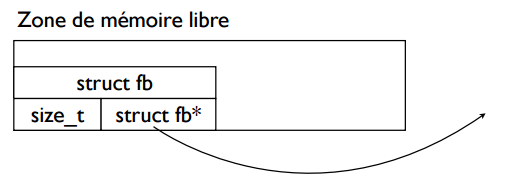 Zone de mémoire libre
struct fb
size_t struct fb*